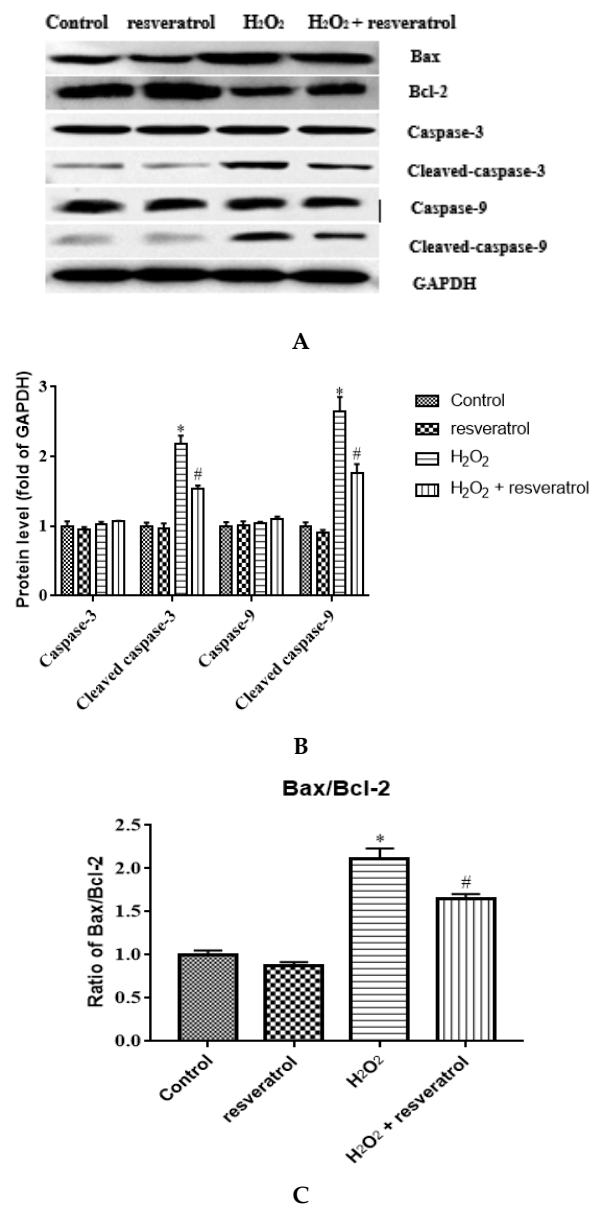 Control resveratrol H2O2 H2O2 + resveratrol
Bax
Bcl-2
Caspase-3
Cleaved-caspase-3
Caspase-9
Cleaved-caspase-9
GAPDH
A
Protein level (fold of GAPDH)
3
2
1
0
*
#
*
#
Caspase-3
Cleaved caspase-3
Caspase-9
Cleaved caspase-9
Control
resveratrol
H2O2
H2O2 + resveratrol
B
Bax/Bcl-2
Ratio of Bax/Bcl-2
2.5
2.0
1.5
1.0
0.5
0.0
*
#
Control
resveratrol
H2O2
H2O2 + resveratrol
C